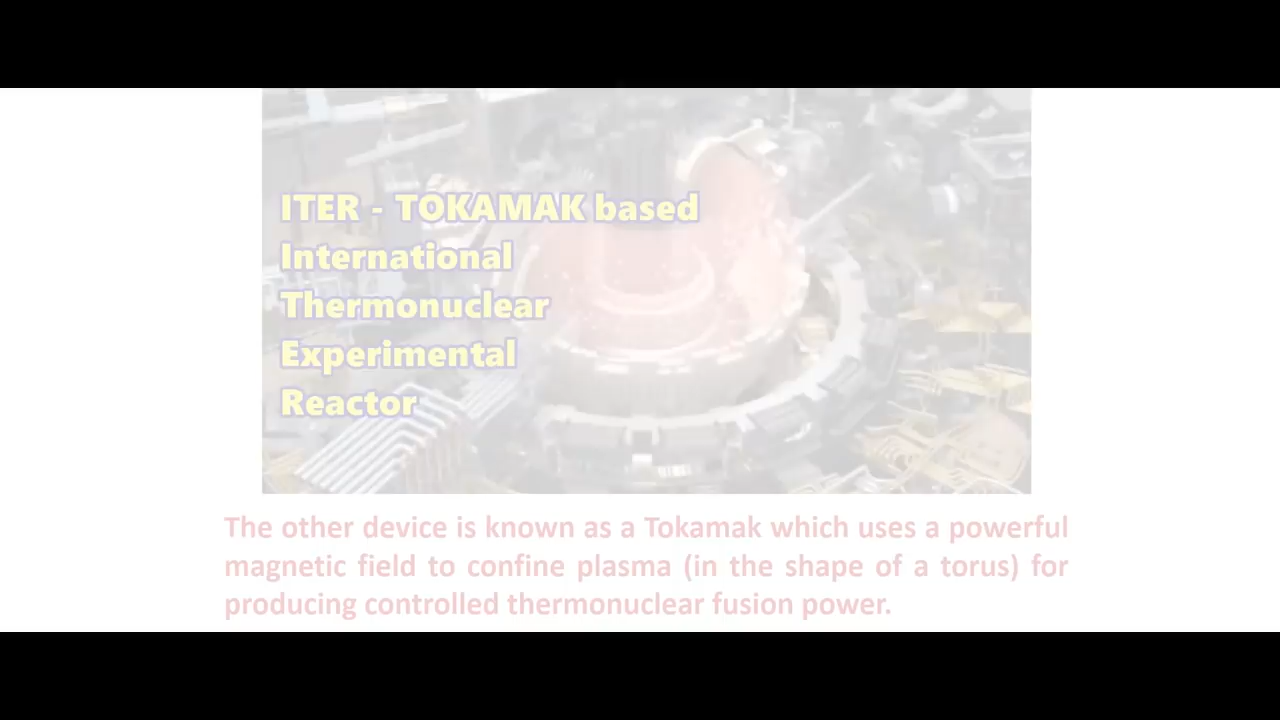 ITER - TOKAMAK based
International
Thermonuclear
Experimental
Reactor
The other device is known as a Tokamak which uses a powerful
magnetic field to confine plasma (in the shape of a torus) for
producing controlled thermonuclear fusion power.